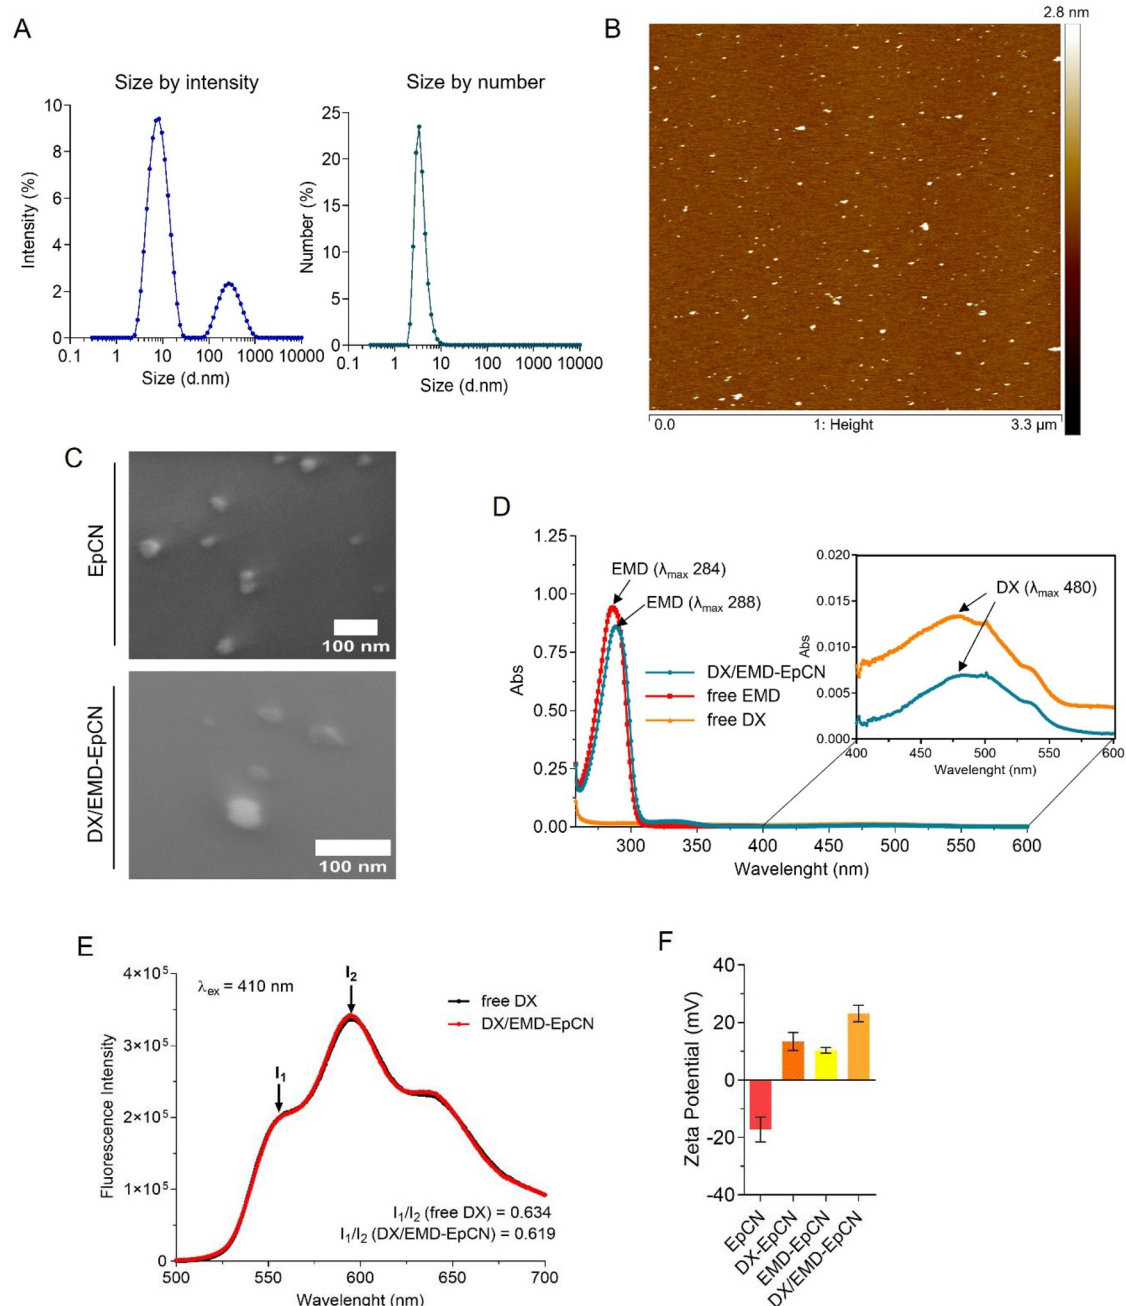 A
Size by intensity
Intensity (%)
10
8
6
4
2
0
0.1 1 10 100 1000 10000
Size (d.nm)
Size by number
Number (%)
25
20
15
10
5
0
0.1 1 10 100 1000 10000
Size (d.nm)
B
2.8 nm
0.0 1: Height 3.3 µm
C
EpCN
100 nm
DX/EMD-EpCN
100 nm
D
Abs
1.25
1.00
0.75
0.50
0.25
0.00
300 350 400 450 500 550 600
Wavelenght (nm)
EMD (λmax 284)
EMD (λmax 288)
DX/EMD-EpCN
free EMD
free DX
Abs
0.020
0.015
0.010
0.005
0.000
400 450 500 550 600
Wavelenght (nm)
DX (λmax 480)
E
Fluorescence Intensity
4×10⁵
3×10⁵
2×10⁵
1×10⁵
0
500 550 600 650 700
Wavelenght (nm)
λex = 410 nm
I₁
I₂
free DX
DX/EMD-EpCN
I₁/I₂ (free DX) = 0.634
I₁/I₂ (DX/EMD-EpCN) = 0.619
F
Zeta Potential (mV)
40
20
0
-20
-40
EpCN
DX-EpCN
EMD-EpCN
DX/EMD-EpCN